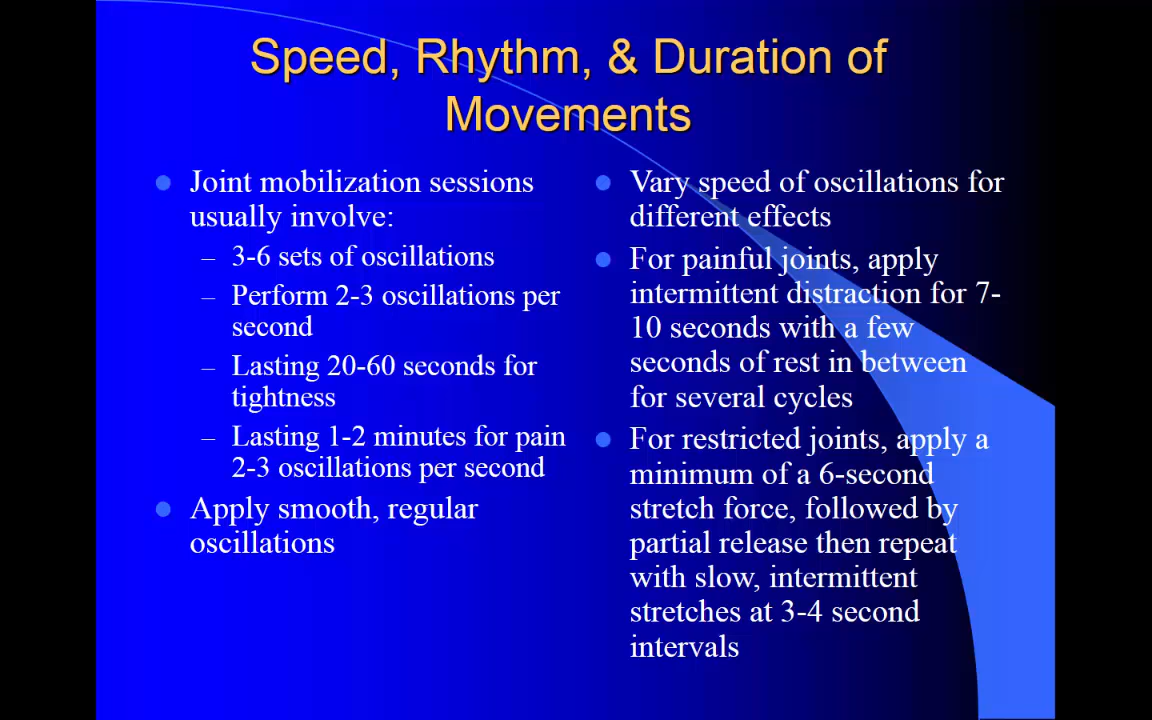 Speed, Rhythm, & Duration of
Movements
Joint mobilization sessions
usually involve:
– 3-6 sets of oscillations
– Perform 2-3 oscillations per
second
– Lasting 20-60 seconds for
tightness
– Lasting 1-2 minutes for pain
2-3 oscillations per second
Apply smooth, regular
oscillations
Vary speed of oscillations for
different effects
For painful joints, apply
intermittent distraction for 7-
10 seconds with a few
seconds of rest in between
for several cycles
For restricted joints, apply a
minimum of a 6-second
stretch force, followed by
partial release then repeat
with slow, intermittent
stretches at 3-4 second
intervals